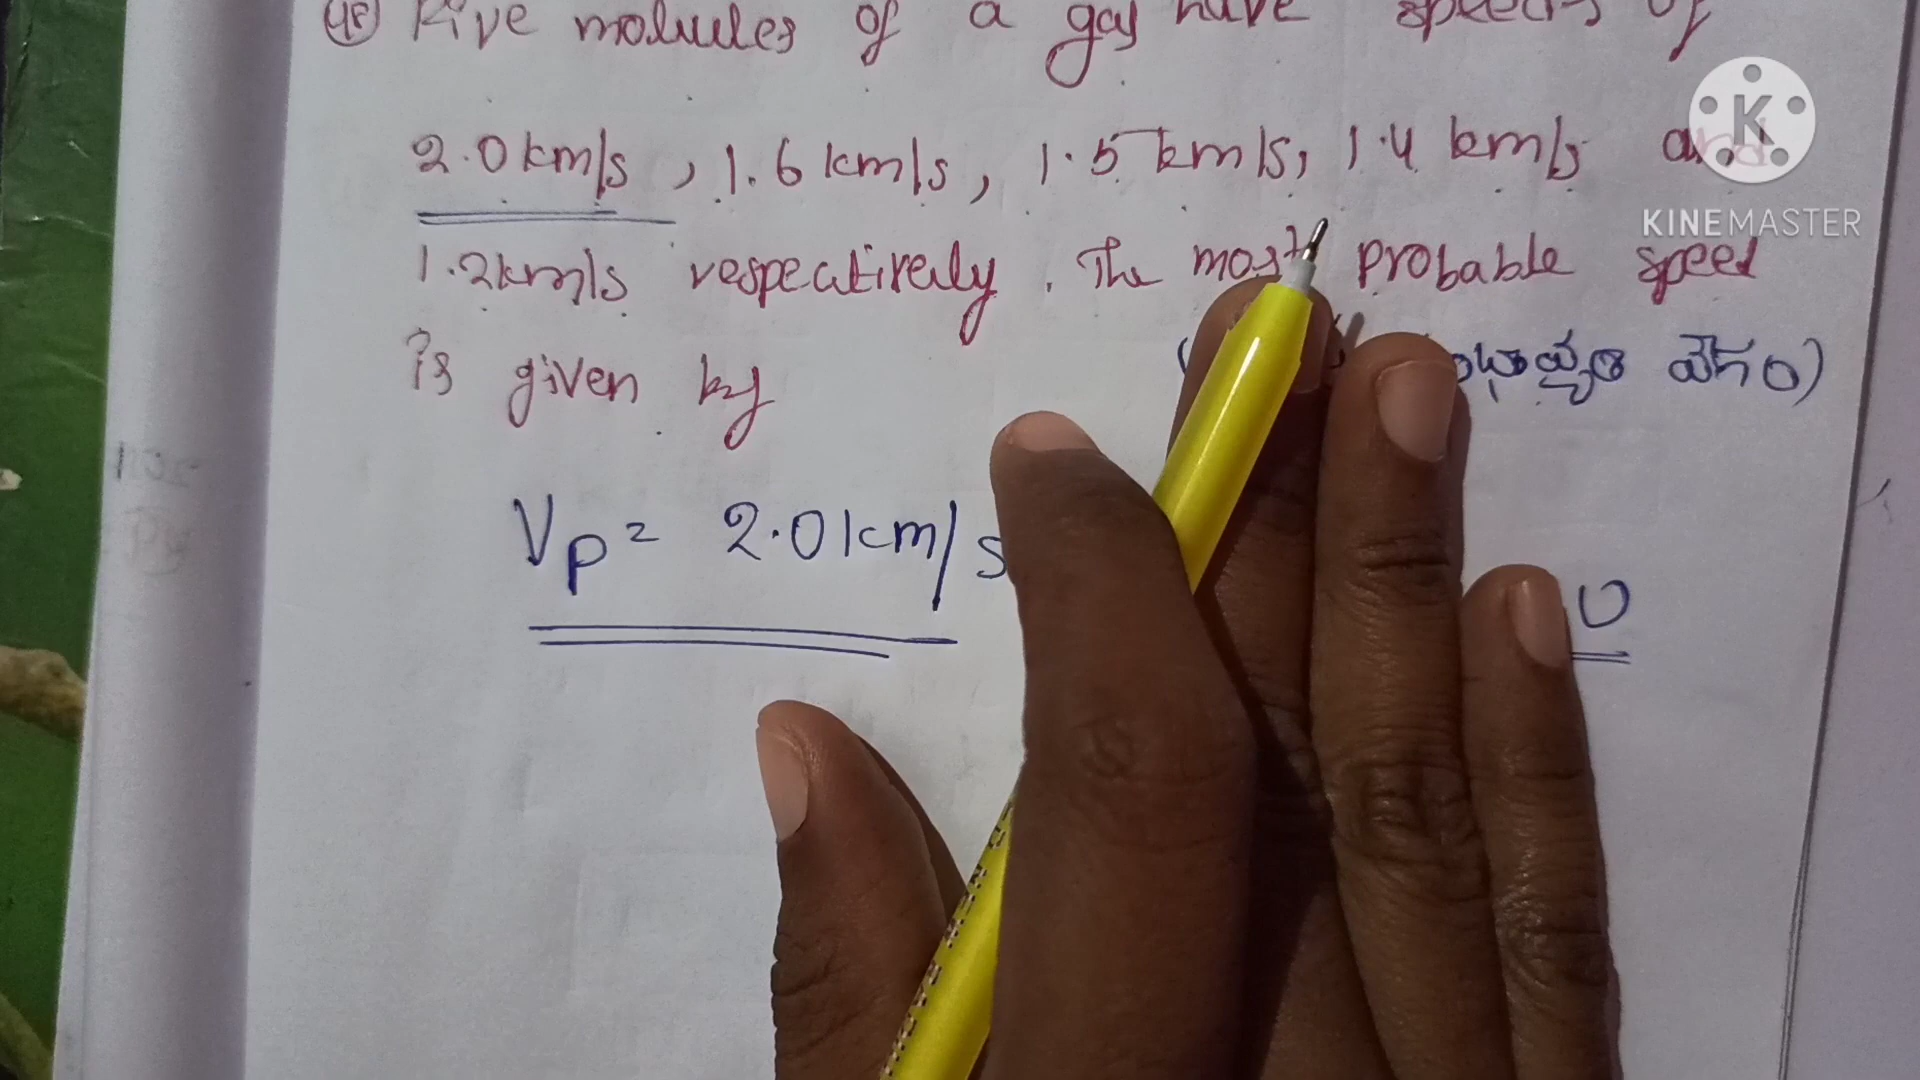 48) Five molecules of a gas have speeds of
2.0 km/s, 1.6 km/s, 1.5 km/s, 1.4 km/s and
1.2 km/s respectively. The most probable speed
is given by
వేగం)
Vp = 2.0 km/s
K
KINEMASTER